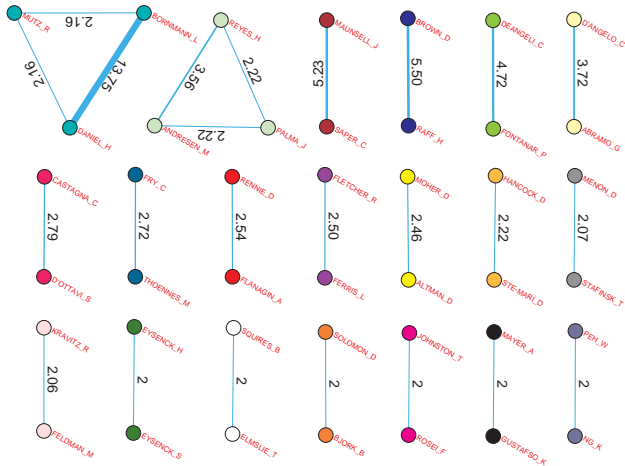 MUTZ_R
2.16
BORNMANN_L
2.16
13.75
DANIEL_H
REYES_H
3.56
2.22
ANDRESEN_M
2.22
PALMA_J
MAUNSELL_J
5.23
SAPER_C
BROWN_D
5.50
RAFF_H
DEANGELI_C
4.72
FONTANAR_P
D'ANGELO_C
3.72
ABRAMO_G
CASTAGNA_C
2.79
D'OTTAVI_S
FRY_C
2.72
THOENNES_M
RENNIE_D
2.54
FLANAGIN_A
FLETCHER_R
2.50
FERRIS_L
MOHER_D
2.46
ALTMAN_D
HANCOCK_D
2.22
STE-MARI_D
MENON_D
2.07
STAFINSK_T
KRAVITZ_R
2.06
FELDMAN_M
EYSENCK_H
2
EYSENCK_S
SQUIRES_B
2
ELMSLIE_T
SOLOMON_D
2
BJORK_B
JOHNSTON_T
2
ROSEI_F
MAYER_A
2
GUSTAFSO_K
PEH_W
2
NG_K